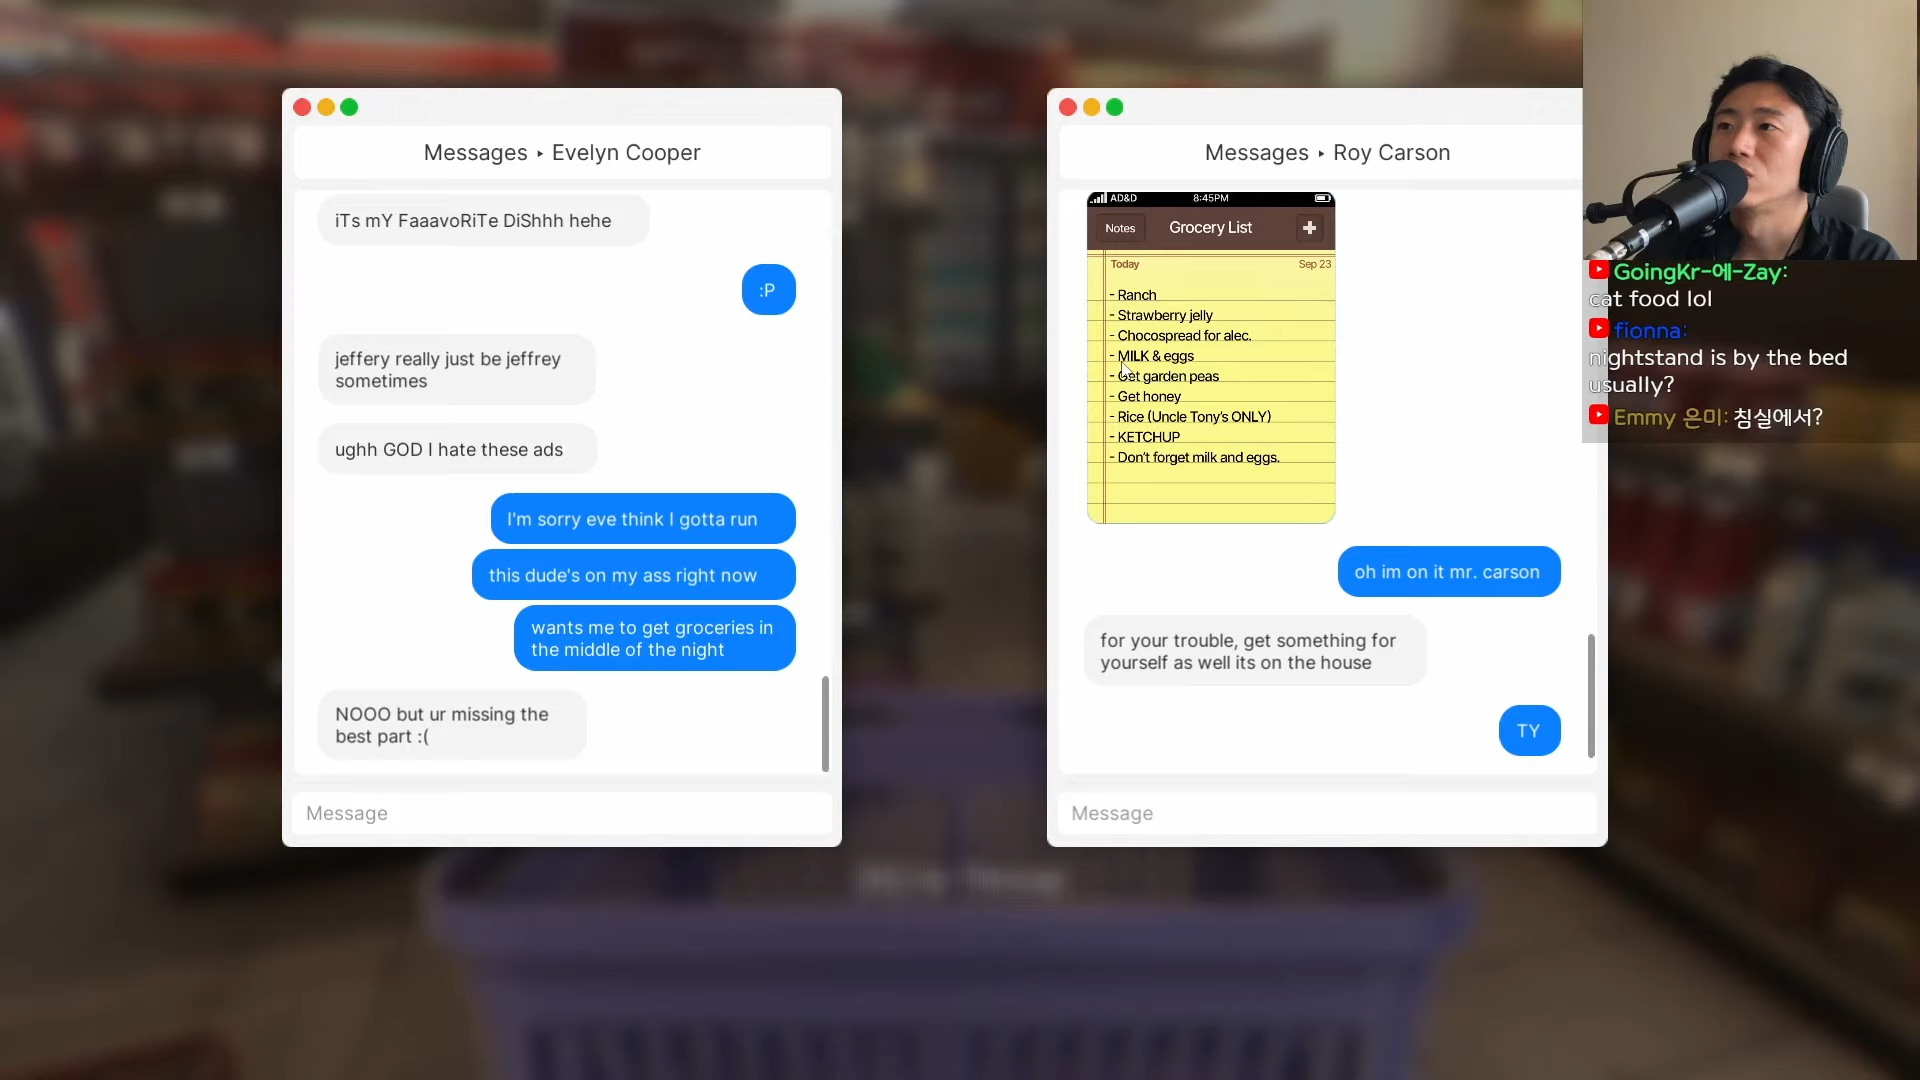 Messages ▸ Evelyn Cooper
iTs mY FaaavoRiTe DiShhh hehe
:P
jeffery really just be jeffrey
sometimes
ughh GOD I hate these ads
I'm sorry eve think I gotta run
this dude's on my ass right now
wants me to get groceries in
the middle of the night
NOOO but ur missing the
best part :(
Message
Messages ▸ Roy Carson
AD&D 8:45PM
Notes Grocery List +
Today Sep 23
- Ranch
- Strawberry jelly
- Chocospread for alec.
- MILK & eggs
- Get garden peas
- Get honey
- Rice (Uncle Tony's ONLY)
- KETCHUP
- Don't forget milk and eggs.
oh im on it mr. carson
for your trouble, get something for
yourself as well its on the house
TY
Message
GoingKr-에-Zay:
cat food lol
fionna:
nightstand is by the bed
usually?
Emmy 은미: 침실에서?